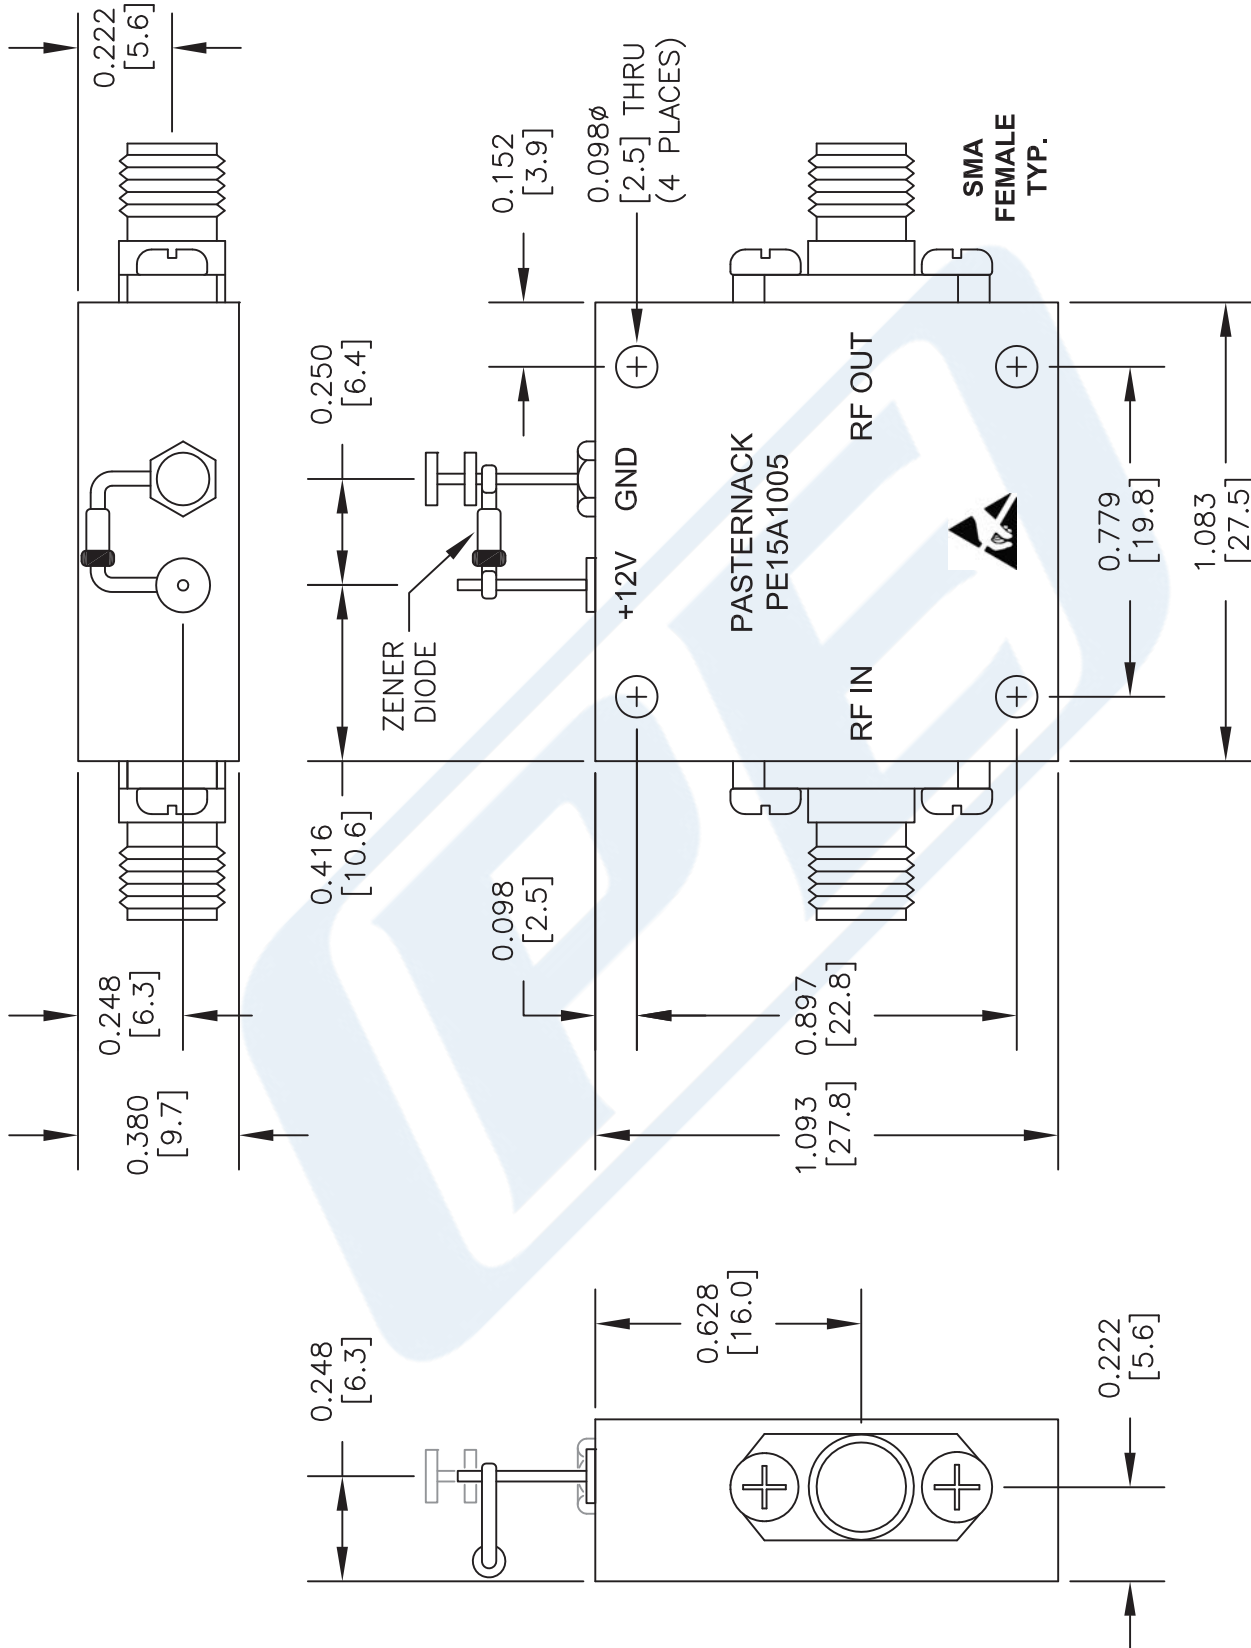 0.222
[5.6]
0.152
[3.9]
0.098ø
[2.5] THRU
(4 PLACES)
SMA
FEMALE
TYP.
0.250
[6.4]
ZENER
DIODE
+12V
GND
PASTERNACK
PE15A1005
RF IN
RF OUT
0.779
[19.8]
1.083
[27.5]
0.416
[10.6]
0.098
[2.5]
0.248
[6.3]
0.380
[9.7]
0.897
[22.8]
1.093
[27.8]
0.248
[6.3]
0.628
[16.0]
0.222
[5.6]
PE